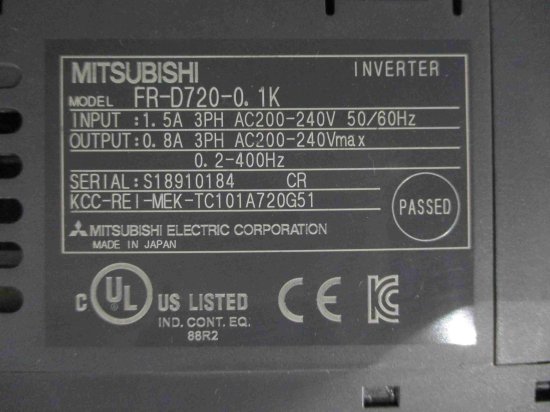 MITSUBISHI INVERTER
MODEL FR-D720-0.1K
INPUT :1.5A 3PH AC200-240V 50/60Hz
OUTPUT:0.8A 3PH AC200-240Vmax
0.2-400Hz
SERIAL:S18910184 CR
KCC-REI-MEK-TC101A720G51
PASSED
MITSUBISHI ELECTRIC CORPORATION
MADE IN JAPAN
C UL US LISTED
IND. CONT. EQ.
88R2
CE